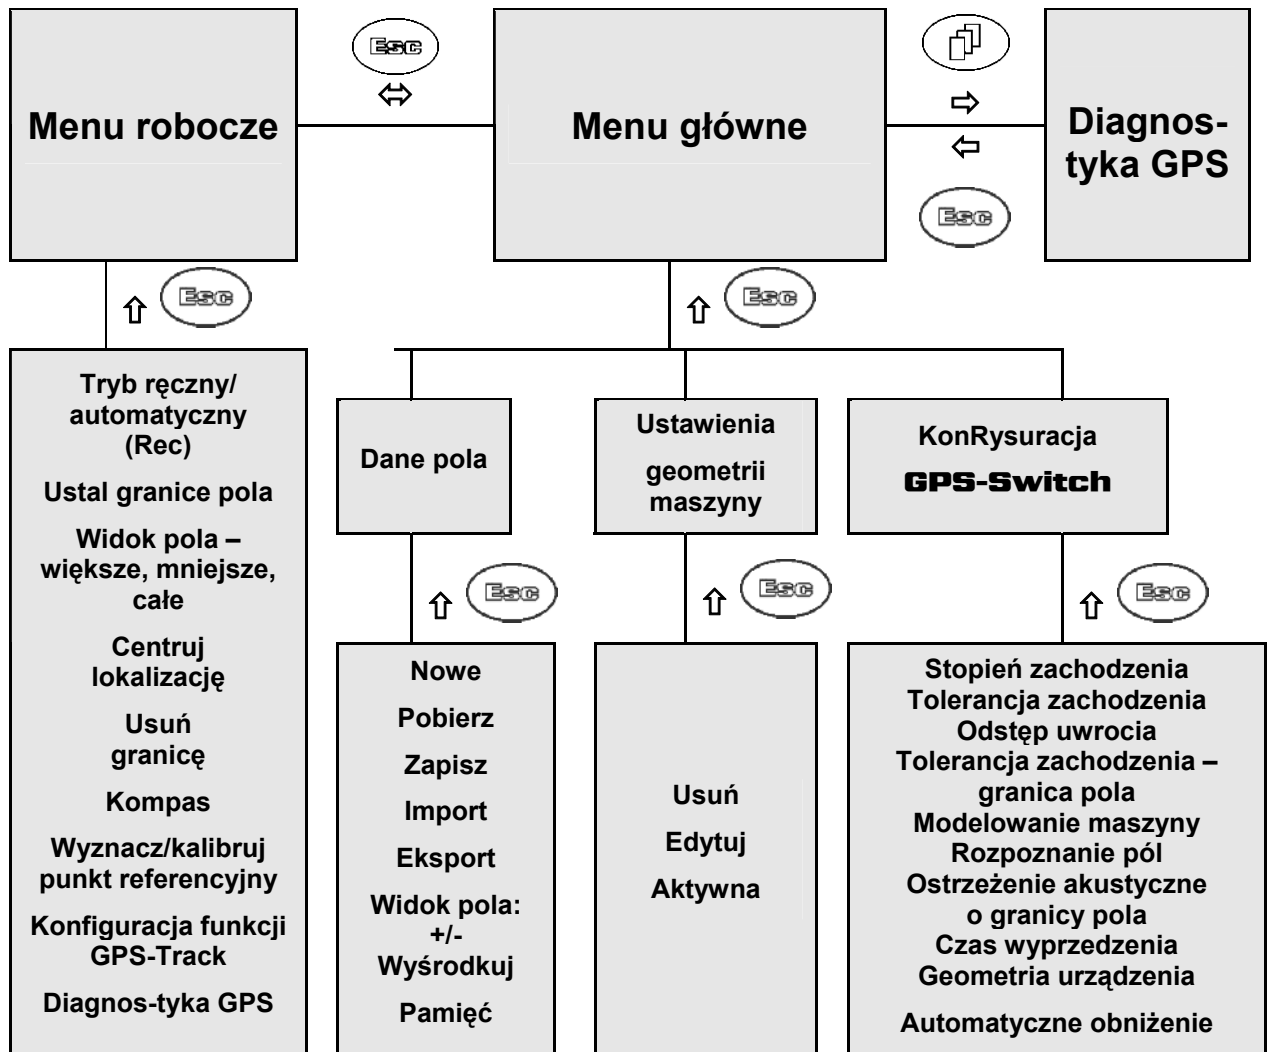 Esc
Menu robocze
Menu główne
Diagnos-
tyka GPS
Esc
Esc
Esc
Tryb ręczny/
automatyczny
(Rec)
Ustal granice pola
Widok pola –
większe, mniejsze,
całe
Centruj
lokalizację
Usuń
granicę
Kompas
Wyznacz/kalibruj
punkt referencyjny
Konfiguracja funkcji
GPS-Track
Diagnos-tyka GPS
Dane pola
Esc
Nowe
Pobierz
Zapisz
Import
Eksport
Widok pola:
+/-
Wyśrodkuj
Pamięć
Ustawienia
geometrii
maszyny
Esc
Usuń
Edytuj
Aktywna
KonRysuracja
GPS-Switch
Esc
Stopień zachodzenia
Tolerancja zachodzenia
Odstęp uwrocia
Tolerancja zachodzenia –
granica pola
Modelowanie maszyny
Rozpoznanie pól
Ostrzeżenie akustyczne
o granicy pola
Czas wyprzedzenia
Geometria urządzenia
Automatyczne obniżenie